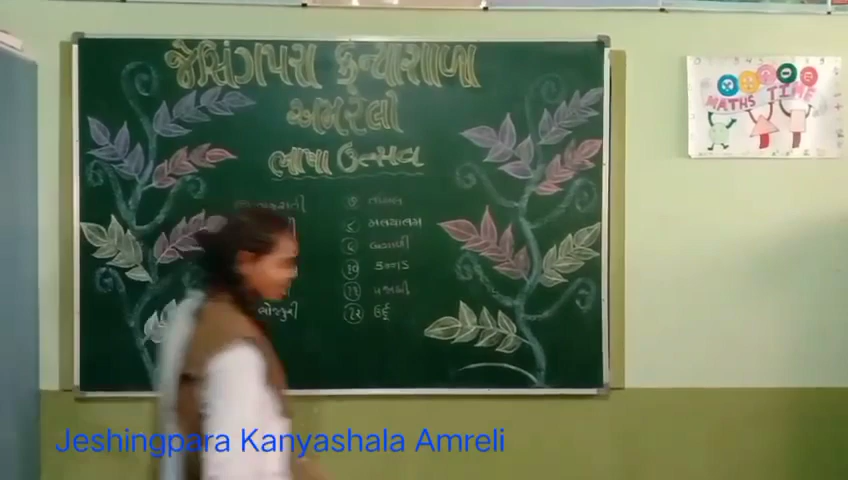 જેસિંગપરા કન્યાશાળા
અમરેલી
ભાષા ઉત્સવ
૭ તામિલ
૮ મલયાલમ
૯ બંગાળી
૧૦ કન્નડ
૧૧ પંજાબી
ભોજપુરી
૧૨ ઉર્દૂ
MATHS TIME
Jeshingpara Kanyashala Amreli